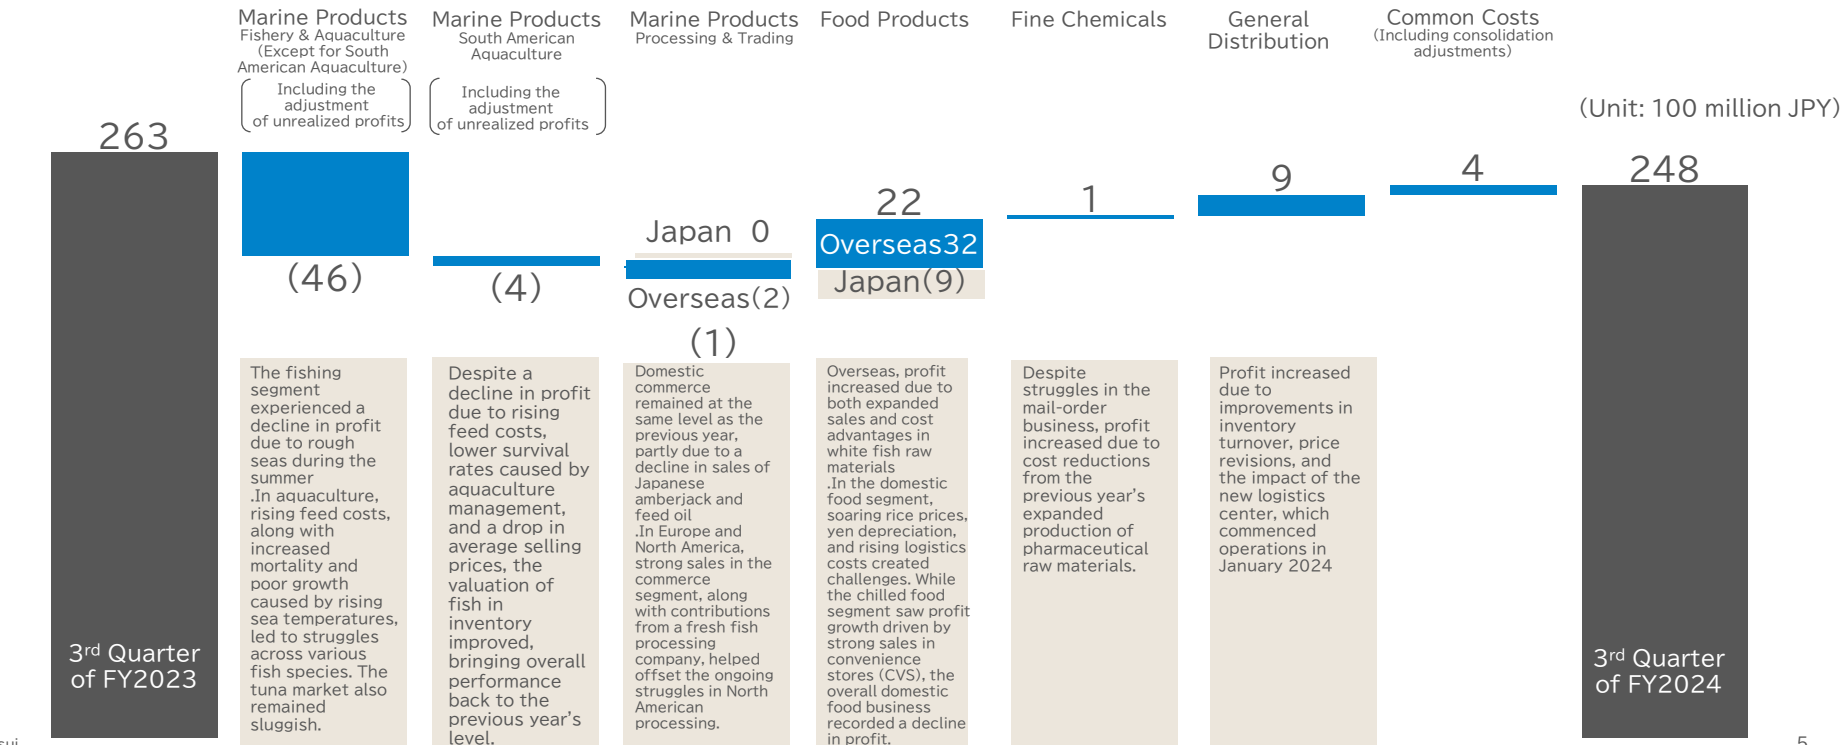 Marine Products
Fishery & Aquaculture
(Except for South
American Aquaculture)
Including the
adjustment
of unrealized profits
Marine Products
South American
Aquaculture
Including the
adjustment
of unrealized profits
Marine Products
Processing & Trading
Food Products
Fine Chemicals
General
Distribution
Common Costs
(Including consolidation
adjustments)
(Unit: 100 million JPY)
263
(46)
(4)
Japan 0
Overseas(2)
(1)
22
Overseas32
Japan(9)
1
9
4
248
3rd Quarter
of FY2023
The fishing
segment
experienced a
decline in profit
due to rough
seas during the
summer
.In aquaculture,
rising feed costs,
along with
increased
mortality and
poor growth
caused by rising
sea temperatures,
led to struggles
across various
fish species. The
tuna market also
remained
sluggish.
Despite a
decline in profit
due to rising
feed costs,
lower survival
rates caused by
aquaculture
management,
and a drop in
average selling
prices, the
valuation of
fish in
inventory
improved,
bringing overall
performance
back to the
previous year's
level.
Domestic
commerce
remained at the
same level as the
previous year,
partly due to a
decline in sales of
Japanese
amberjack and
feed oil
.In Europe and
North America,
strong sales in the
commerce
segment, along
with contributions
from a fresh fish
processing
company, helped
offset the ongoing
struggles in North
American
processing.
Overseas, profit
increased due to
both expanded
sales and cost
advantages in
white fish raw
materials
.In the domestic
food segment,
soaring rice prices,
yen depreciation,
and rising logistics
costs created
challenges. While
the chilled food
segment saw profit
growth driven by
strong sales in
convenience
stores (CVS), the
overall domestic
food business
recorded a decline
in profit.
Despite
struggles in the
mail-order
business, profit
increased due to
cost reductions
from the
previous year's
expanded
production of
pharmaceutical
raw materials.
Profit increased
due to
improvements in
inventory
turnover, price
revisions, and
the impact of the
new logistics
center, which
commenced
operations in
January 2024
3rd Quarter
of FY2024
5